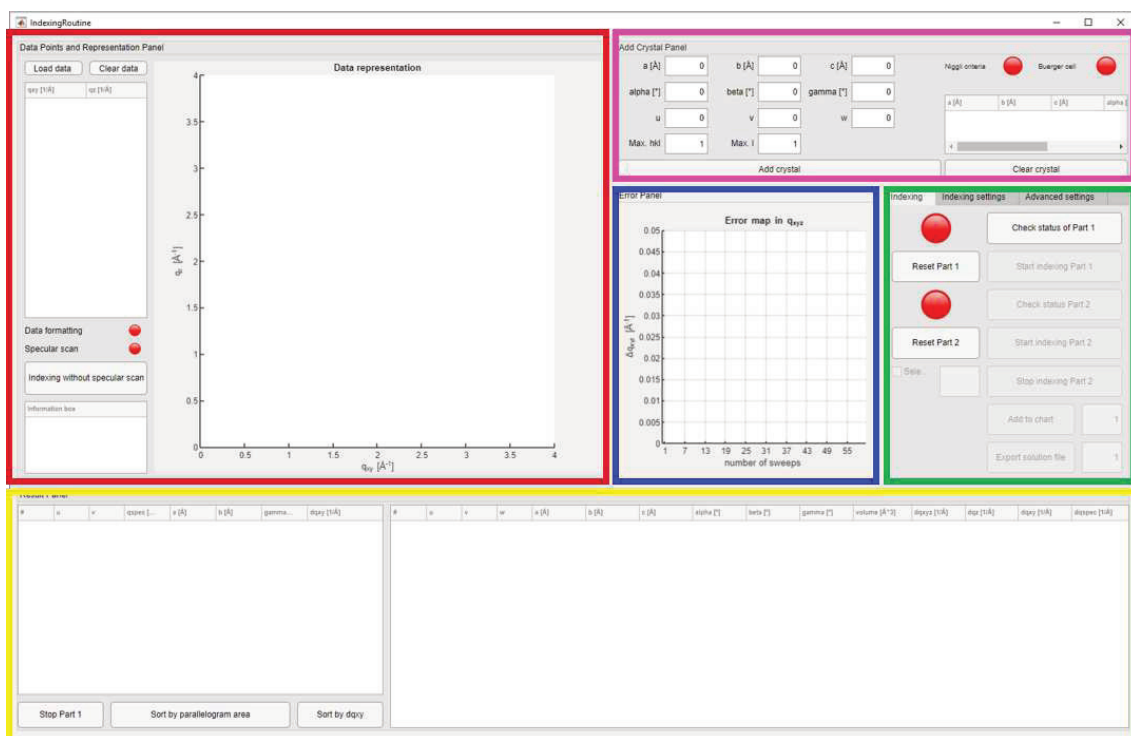 IndexingRoutine
Data Points and Representation Panel
Load data
Clear data
qxy [1/Å]
qz [1/Å]
Data representation
4
3.5
3
2.5
2
1.5
1
0.5
0
qz [Å-1]
0
0.5
1
1.5
2
2.5
3
3.5
4
qxy [Å-1]
Data formatting
Specular scan
Indexing without specular scan
Information box
Add Crystal Panel
a [Å] 0 b [Å] 0 c [Å] 0
alpha [°] 0 beta [°] 0 gamma [°] 0
u 0 v 0 w 0
Max. hkl 1 Max. l 1
Niggli criteria
Buerger cell
a [Å] b [Å] c [Å] alpha [
Add crystal
Clear crystal
Error Panel
Error map in qxyz
0.05
0.045
0.04
0.035
0.03
0.025
0.02
0.015
0.01
0.005
0
Δqxyz [Å-1]
1 7 13 19 25 31 37 43 49 55
number of sweeps
Indexing
Indexing settings
Advanced settings
Check status of Part 1
Reset Part 1
Start indexing Part 1
Check status Part 2
Reset Part 2
Start indexing Part 2
Sele...
Stop indexing Part 2
Add to chart
1
Export solution file
1
Result Panel
# u v qspec [... a [Å] b [Å] gamma... dqxy [1/Å]
# u v w a [Å] b [Å] c [Å] alpha [°] beta [°] gamma [°] volume [Å^3] dqxyz [1/Å] dqz [1/Å] dqxy [1/Å] dqspec [1/Å]
Stop Part 1
Sort by parallelogram area
Sort by dqxy